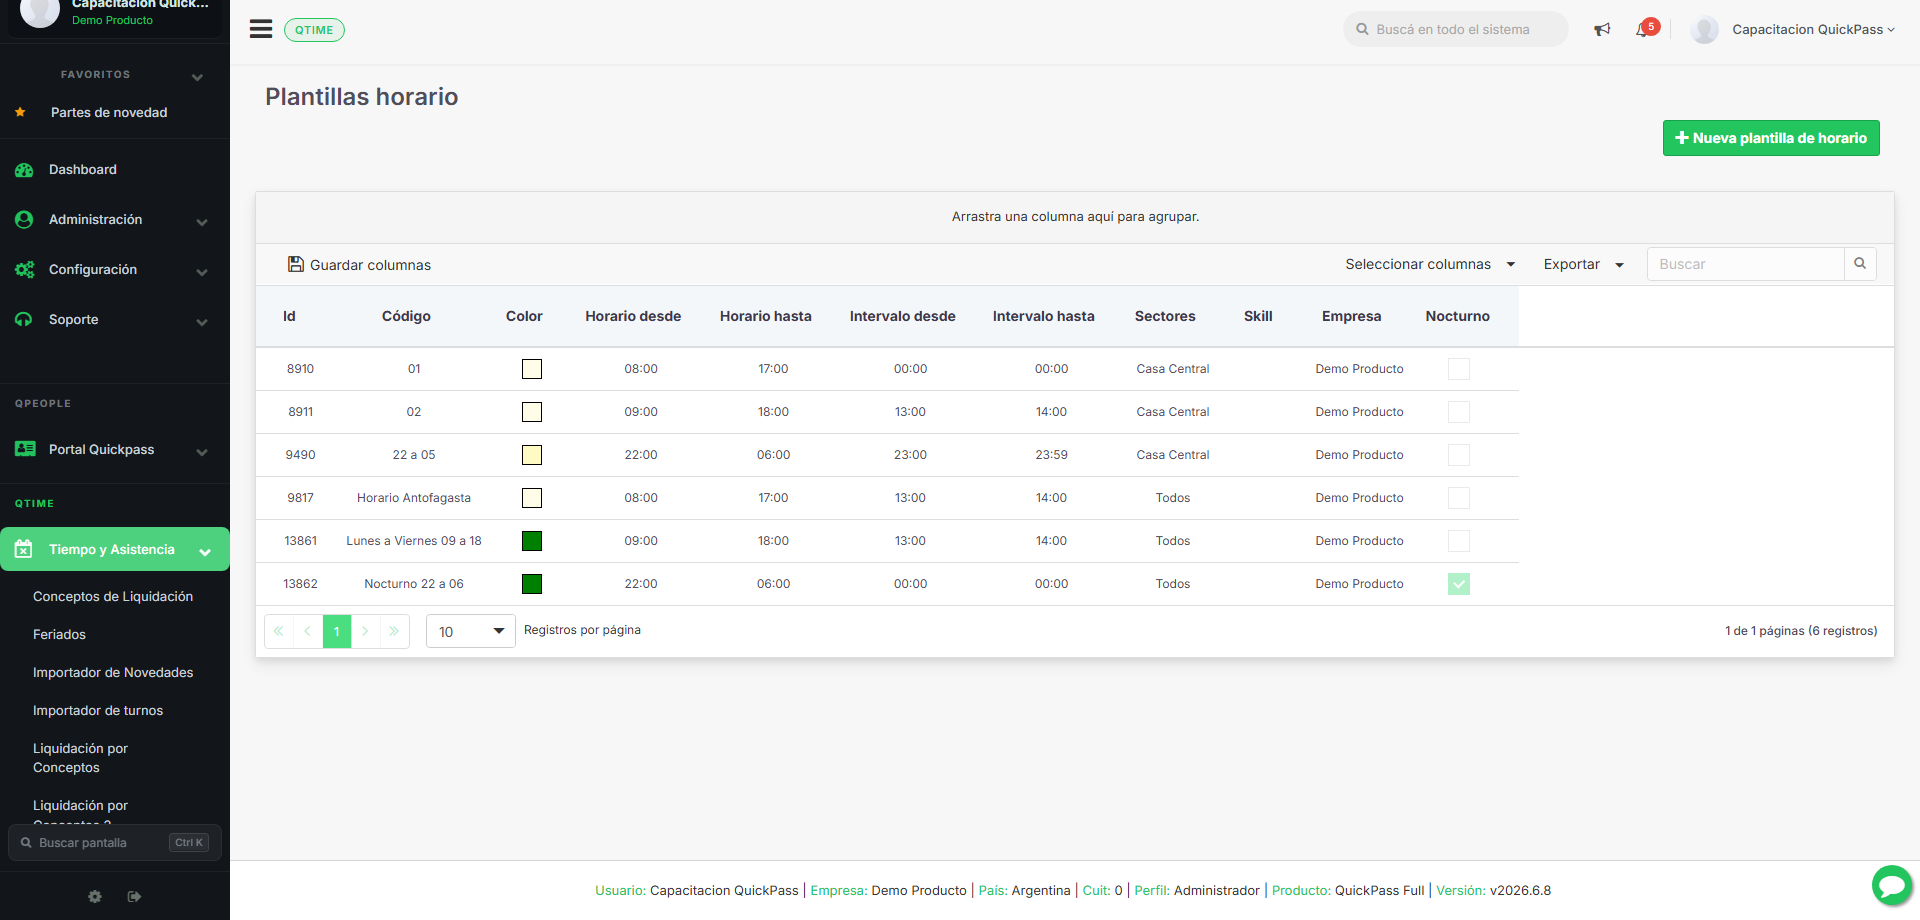 Capacitacion Quick...
Demo Producto
FAVORITOS
Partes de novedad
Dashboard
Administración
Configuración
Soporte
QPEOPLE
Portal Quickpass
QTIME
Tiempo y Asistencia
Conceptos de Liquidación
Feriados
Importador de Novedades
Importador de turnos
Liquidación por
Conceptos
Liquidación por
Conceptos 2
Buscar pantalla
Ctrl K
QTIME
Buscá en todo el sistema
5
Capacitacion QuickPass
Plantillas horario
Nueva plantilla de horario
Arrastra una columna aquí para agrupar.
Guardar columnas
Seleccionar columnas
Exportar
Buscar
Id Código Color Horario desde Horario hasta Intervalo desde Intervalo hasta Sectores Skill Empresa Nocturno
8910 01 08:00 17:00 00:00 00:00 Casa Central Demo Producto
8911 02 09:00 18:00 13:00 14:00 Casa Central Demo Producto
9490 22 a 05 22:00 06:00 23:00 23:59 Casa Central Demo Producto
9817 Horario Antofagasta 08:00 17:00 13:00 14:00 Todos Demo Producto
13861 Lunes a Viernes 09 a 18 09:00 18:00 13:00 14:00 Todos Demo Producto
13862 Nocturno 22 a 06 22:00 06:00 00:00 00:00 Todos Demo Producto
« ‹ 1 › » 10 Registros por página
1 de 1 páginas (6 registros)
Usuario: Capacitacion QuickPass | Empresa: Demo Producto | País: Argentina | Cuit: 0 | Perfil: Administrador | Producto: QuickPass Full | Versión: v2026.6.8